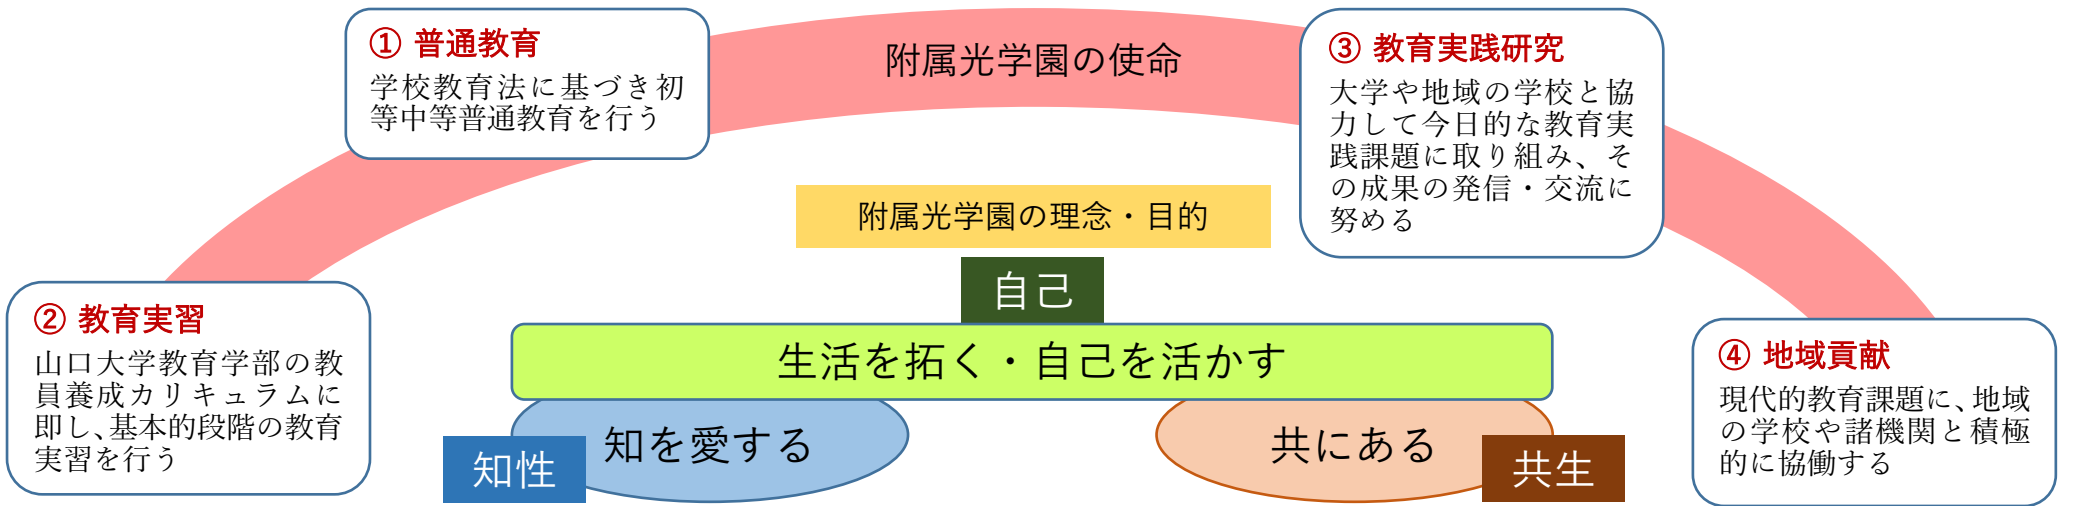 附属光学園の使命
① 普通教育
学校教育法に基づき初
等中等普通教育を行う
② 教育実習
山口大学教育学部の教
員養成カリキュラムに
即し、基本的段階の教育
実習を行う
③ 教育実践研究
大学や地域の学校と協
力して今日的な教育実
践課題に取り組み、そ
の成果の発信・交流に
努める
④ 地域貢献
現代的教育課題に、地域
の学校や諸機関と積極
的に協働する
附属光学園の理念・目的
自己
生活を拓く・自己を活かす
知を愛する
知性
共にある
共生